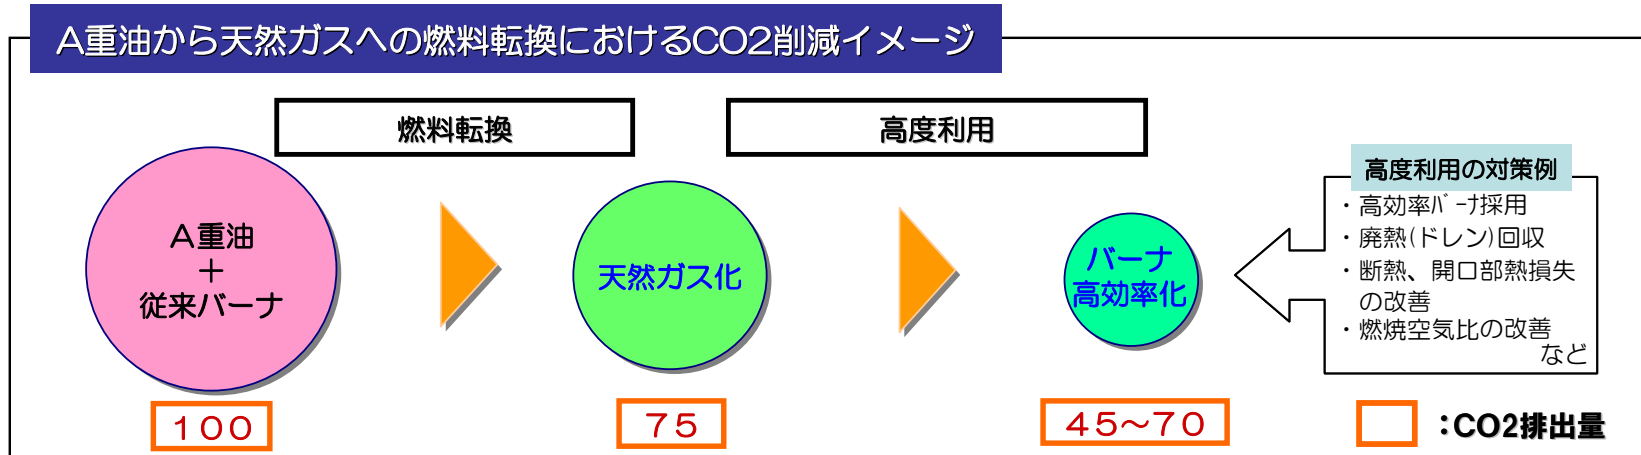 A重油から天然ガスへの燃料転換におけるCO2削減イメージ
燃料転換
高度利用
A重油
＋
従来バーナ
天然ガス化
バーナ
高効率化
高度利用の対策例
・高効率ﾊﾞｰﾅ採用
・廃熱(ドレン)回収
・断熱、開口部熱損失
の改善
・燃焼空気比の改善
など
１００
７５
４５～７０
：CO2排出量